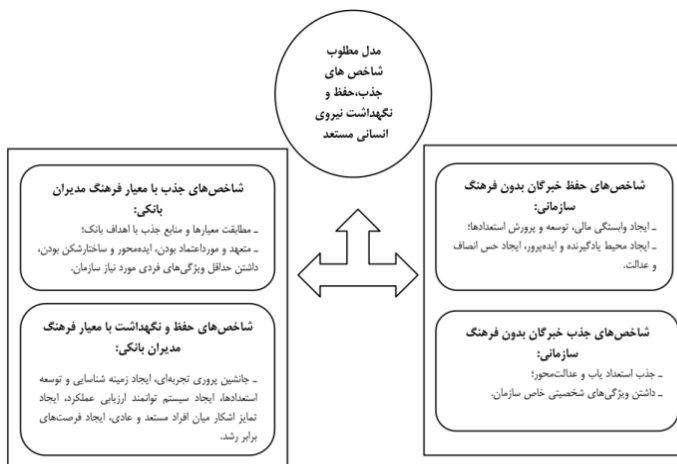 مدل مطلوب
شاخص های
جذب،حفظ و
نگهداشت نیروی
انسانی مستعد
شاخص‌های حفظ خبرگان بدون فرهنگ
سازمانی:
ـ ایجاد وابستگی مالی، توسعه و پرورش استعدادها؛
ـ ایجاد محیط یادگیرنده و ایده‌پرور، ایجاد حس انصاف
و عدالت.
شاخص‌های جذب خبرگان بدون فرهنگ
سازمانی:
ـ جذب استعداد یاب و عدالت‌محور؛
ـ داشتن ویژگی‌های شخصیتی خاص سازمان.
شاخص‌های جذب با معیار فرهنگ مدیران
بانکی:
ـ مطابقت معیارها و منابع جذب با اهداف بانک؛
ـ متعهد و مورداعتماد بودن، ایده‌محور و ساختارشکن بودن،
داشتن حداقل ویژگی‌های فردی مورد نیاز سازمان.
شاخص‌های حفظ و نگهداشت با معیار فرهنگ
مدیران بانکی:
ـ جانشین پروری تجربه‌ای، ایجاد زمینه شناسایی و توسعه
استعدادها، ایجاد سیستم توانمند ارزیابی عملکرد، ایجاد
تمایز اشکار میان افراد مستعد و عادی، ایجاد فرصت‌های
برابر رشد.